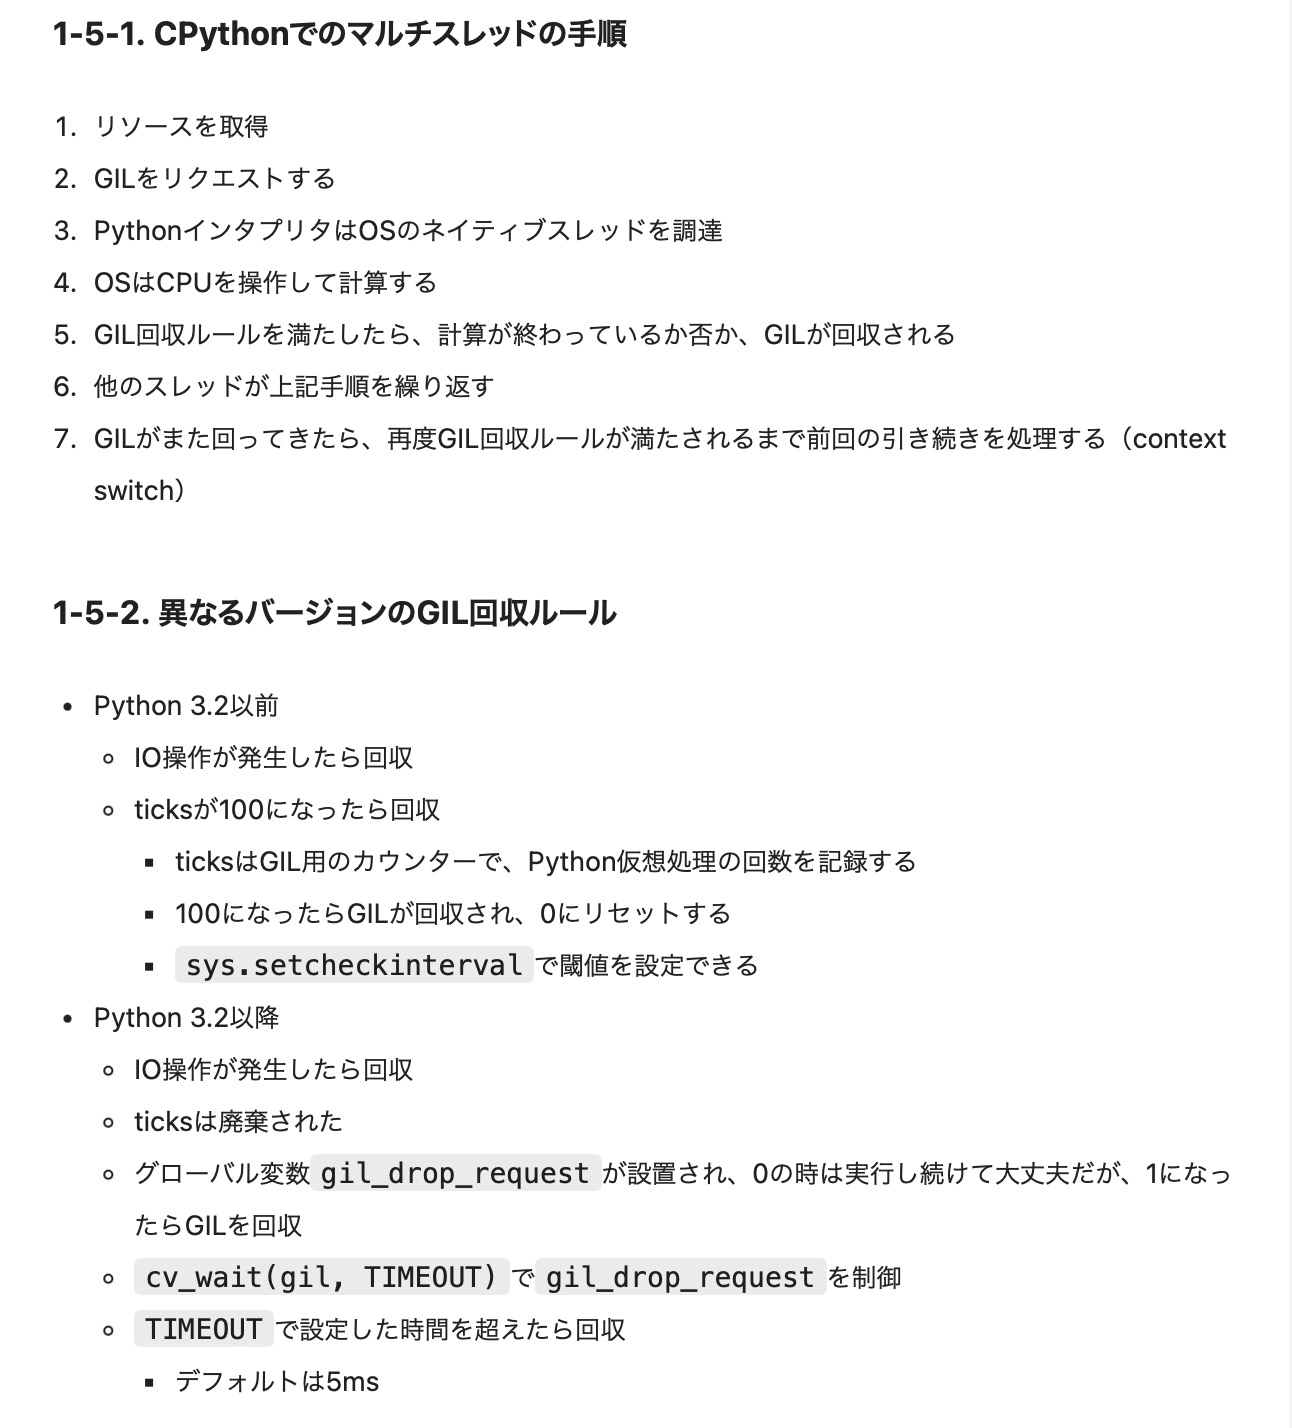 1-5-1. CPythonでのマルチスレッドの手順
1. リソースを取得
2. GILをリクエストする
3. PythonインタプリタはOSのネイティブスレッドを調達
4. OSはCPUを操作して計算する
5. GIL回収ルールを満たしたら、計算が終わっているか否か、GILが回収される
6. 他のスレッドが上記手順を繰り返す
7. GILがまた回ってきたら、再度GIL回収ルールが満たされるまで前回の引き続きを処理する（context
switch）
1-5-2. 異なるバージョンのGIL回収ルール
• Python 3.2以前
◦ IO操作が発生したら回収
◦ ticksが100になったら回収
▪ ticksはGIL用のカウンターで、Python仮想処理の回数を記録する
▪ 100になったらGILが回収され、0にリセットする
▪ sys.setcheckintervalで閾値を設定できる
• Python 3.2以降
◦ IO操作が発生したら回収
◦ ticksは廃棄された
◦ グローバル変数gil_drop_requestが設置され、0の時は実行し続けて大丈夫だが、1になっ
たらGILを回収
◦ cv_wait(gil, TIMEOUT)でgil_drop_requestを制御
◦ TIMEOUTで設定した時間を超えたら回収
▪ デフォルトは5ms